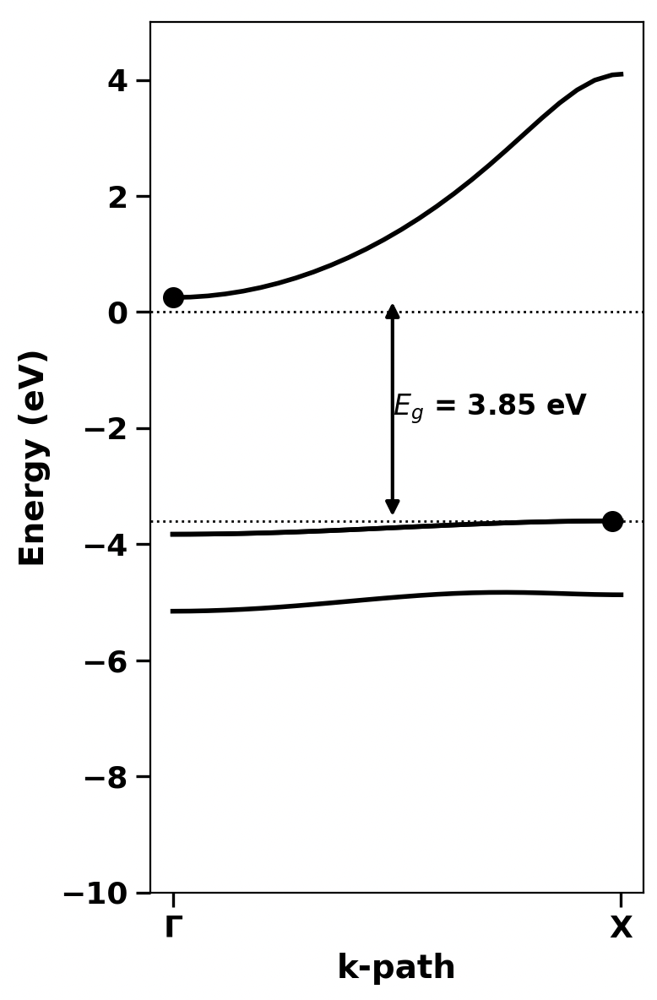 4
2
0
−2
−4
−6
−8
−10
Energy (eV)
E_g = 3.85 eV
Γ X
k-path